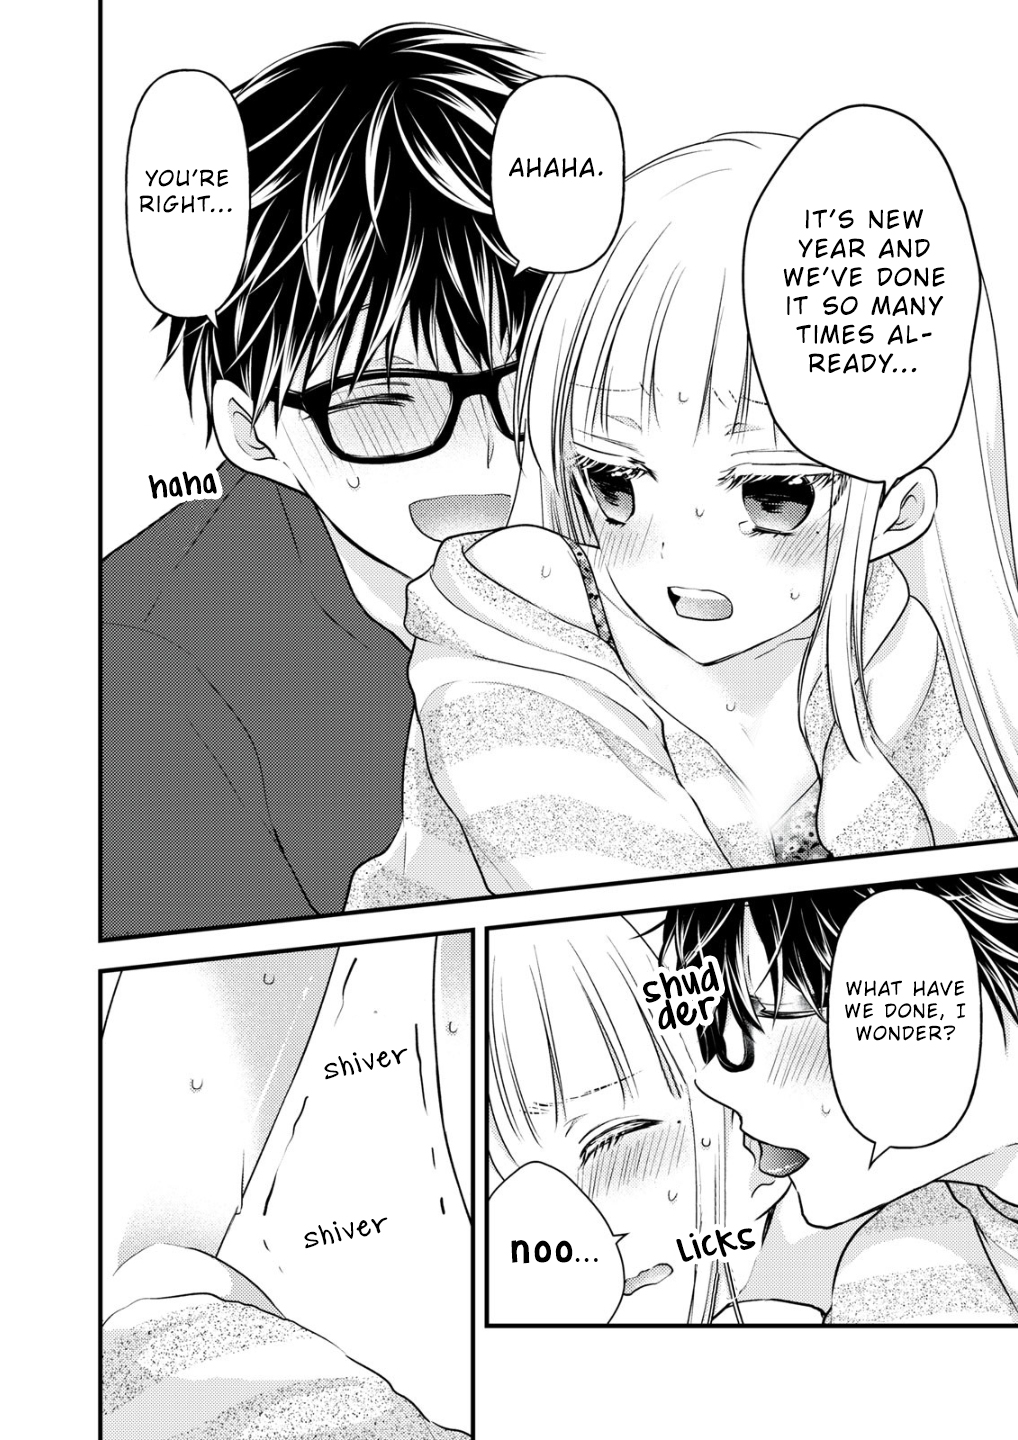 IT'S NEW
YEAR AND
WE'VE DONE
IT SO MANY
TIMES AL-
READY...
AHAHA.
YOU'RE
RIGHT...
haha
WHAT HAVE
WE DONE, I
WONDER?
shud
der
Licks
noo...
shiver
shiver